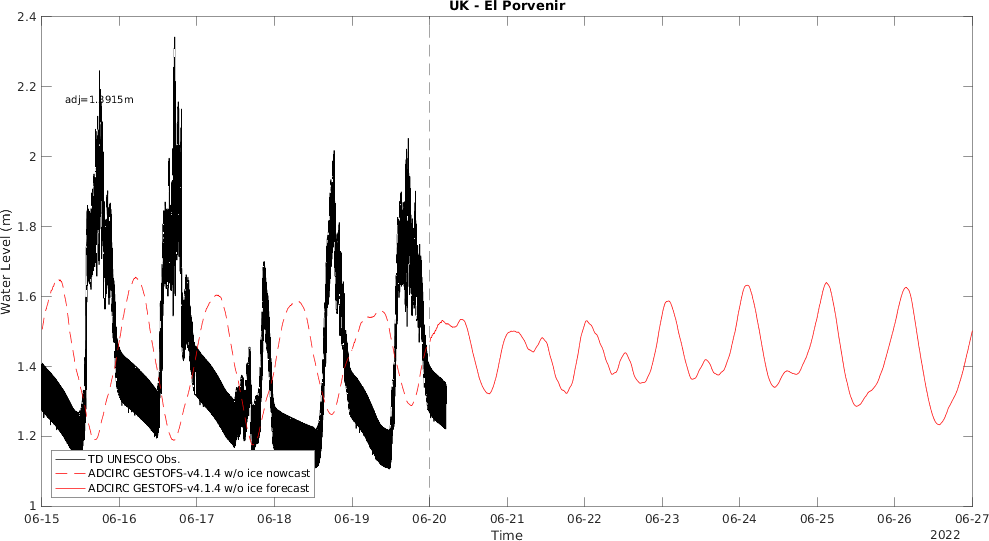 UK - El Porvenir
2.4
2.2
2
1.8
1.6
1.4
1.2
1
Water Level (m)
adj=1.3915m
TD UNESCO Obs.
ADCIRC GESTOFS-v4.1.4 w/o ice nowcast
ADCIRC GESTOFS-v4.1.4 w/o ice forecast
06-15 06-16 06-17 06-18 06-19 06-20 06-21 06-22 06-23 06-24 06-25 06-26 06-27
Time
2022